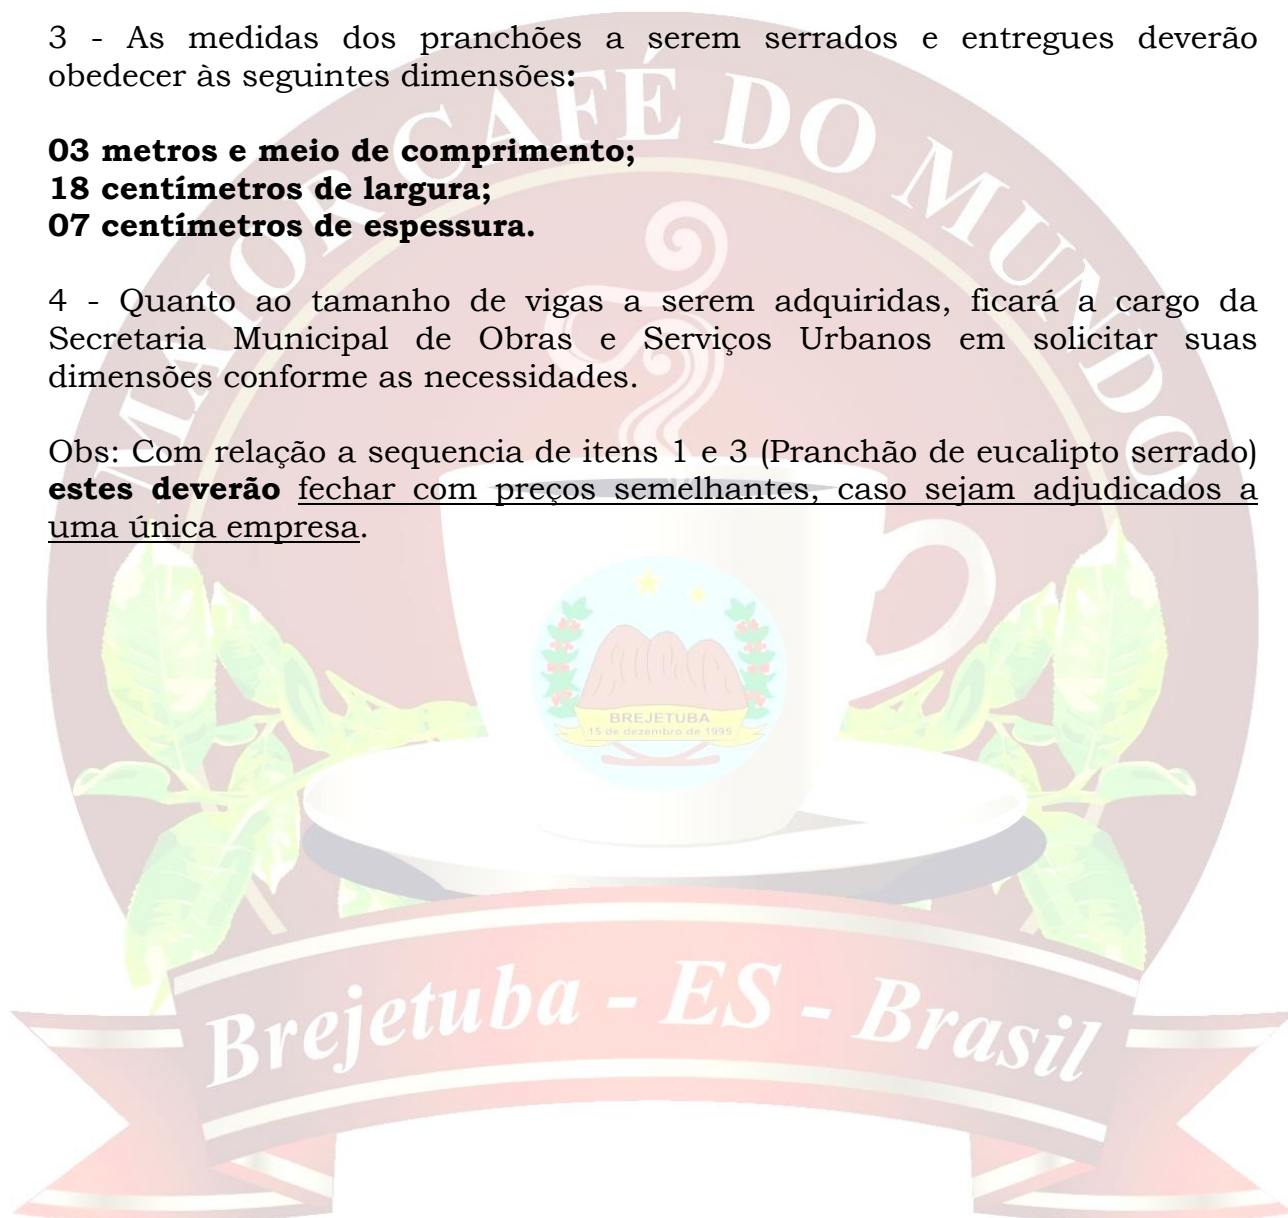 3 - As medidas dos pranchões a serem serrados e entregues deverão
obedecer às seguintes dimensões:
03 metros e meio de comprimento;
18 centímetros de largura;
07 centímetros de espessura.
4 - Quanto ao tamanho de vigas a serem adquiridas, ficará a cargo da
Secretaria Municipal de Obras e Serviços Urbanos em solicitar suas
dimensões conforme as necessidades.
Obs: Com relação a sequencia de itens 1 e 3 (Pranchão de eucalipto serrado)
estes deverão fechar com preços semelhantes, caso sejam adjudicados a
uma única empresa.
MAIOR CAFÉ DO MUNDO
BREJETUBA
15 de dezembro de 1995
Brejetuba - ES - Brasil